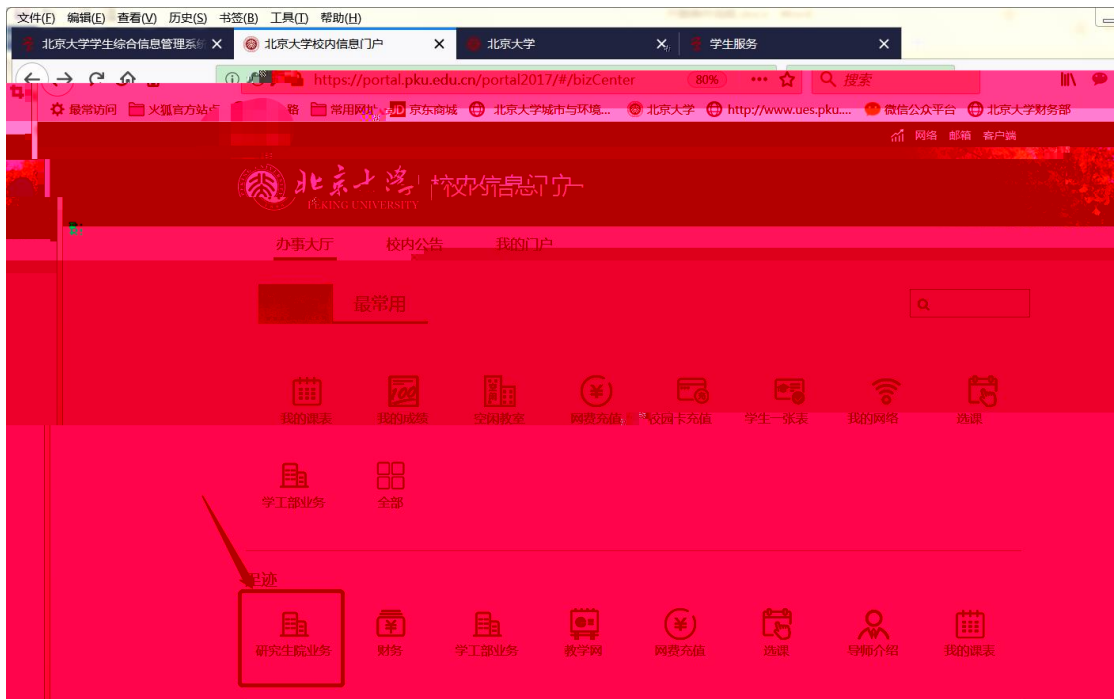 文件(F) 编辑(E) 查看(V) 历史(S) 书签(B) 工具(T) 帮助(H)
北京大学学生综合信息管理系统 北京大学校内信息门户 北京大学 学生服务
https://portal.pku.edu.cn/portal2017/#/bizCenter 80% 搜索
最常访问 火狐官方站点 路 常用网址 JD 京东商城 北京大学城市与环境... 北京大学 http://www.ues.pku.... 微信公众平台 北京大学财务部
网络 邮箱 客户端
北京大学 校内信息门户
PEKING UNIVERSITY
办事大厅 校内公告 我的门户
最常用
我的课表 我的成绩 空闲教室 网费充值 校园卡充值 学生一张表 我的网络 选课
学工部业务 全部
足迹
研究生院业务 财务 学工部业务 教学网 网费充值 选课 导师介绍 我的课表